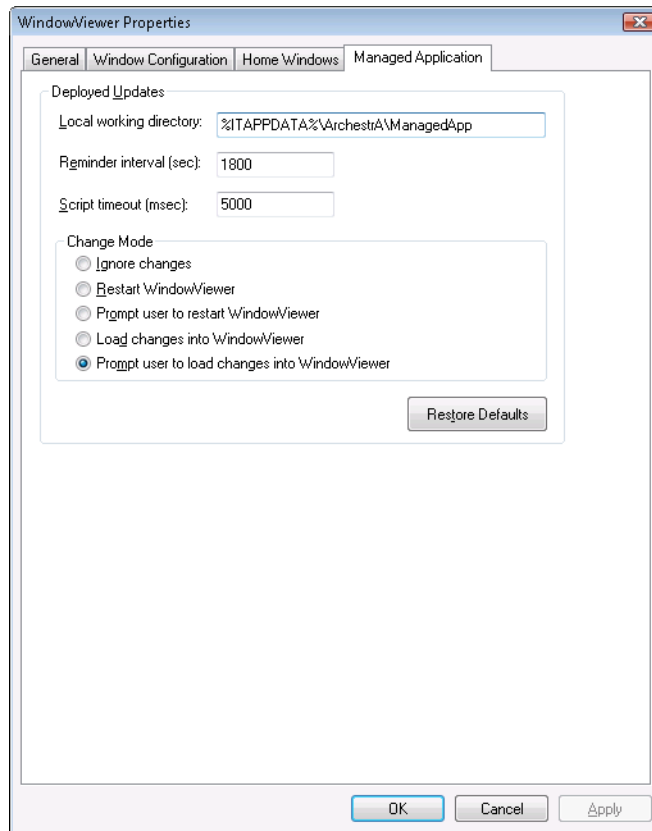 WindowViewer Properties
General Window Configuration Home Windows Managed Application
Deployed Updates
Local working directory: %ITAPPDATA%\ArchestrA\ManagedApp
Reminder interval (sec): 1800
Script timeout (msec): 5000
Change Mode
Ignore changes
Restart WindowViewer
Prompt user to restart WindowViewer
Load changes into WindowViewer
Prompt user to load changes into WindowViewer
Restore Defaults
OK Cancel Apply